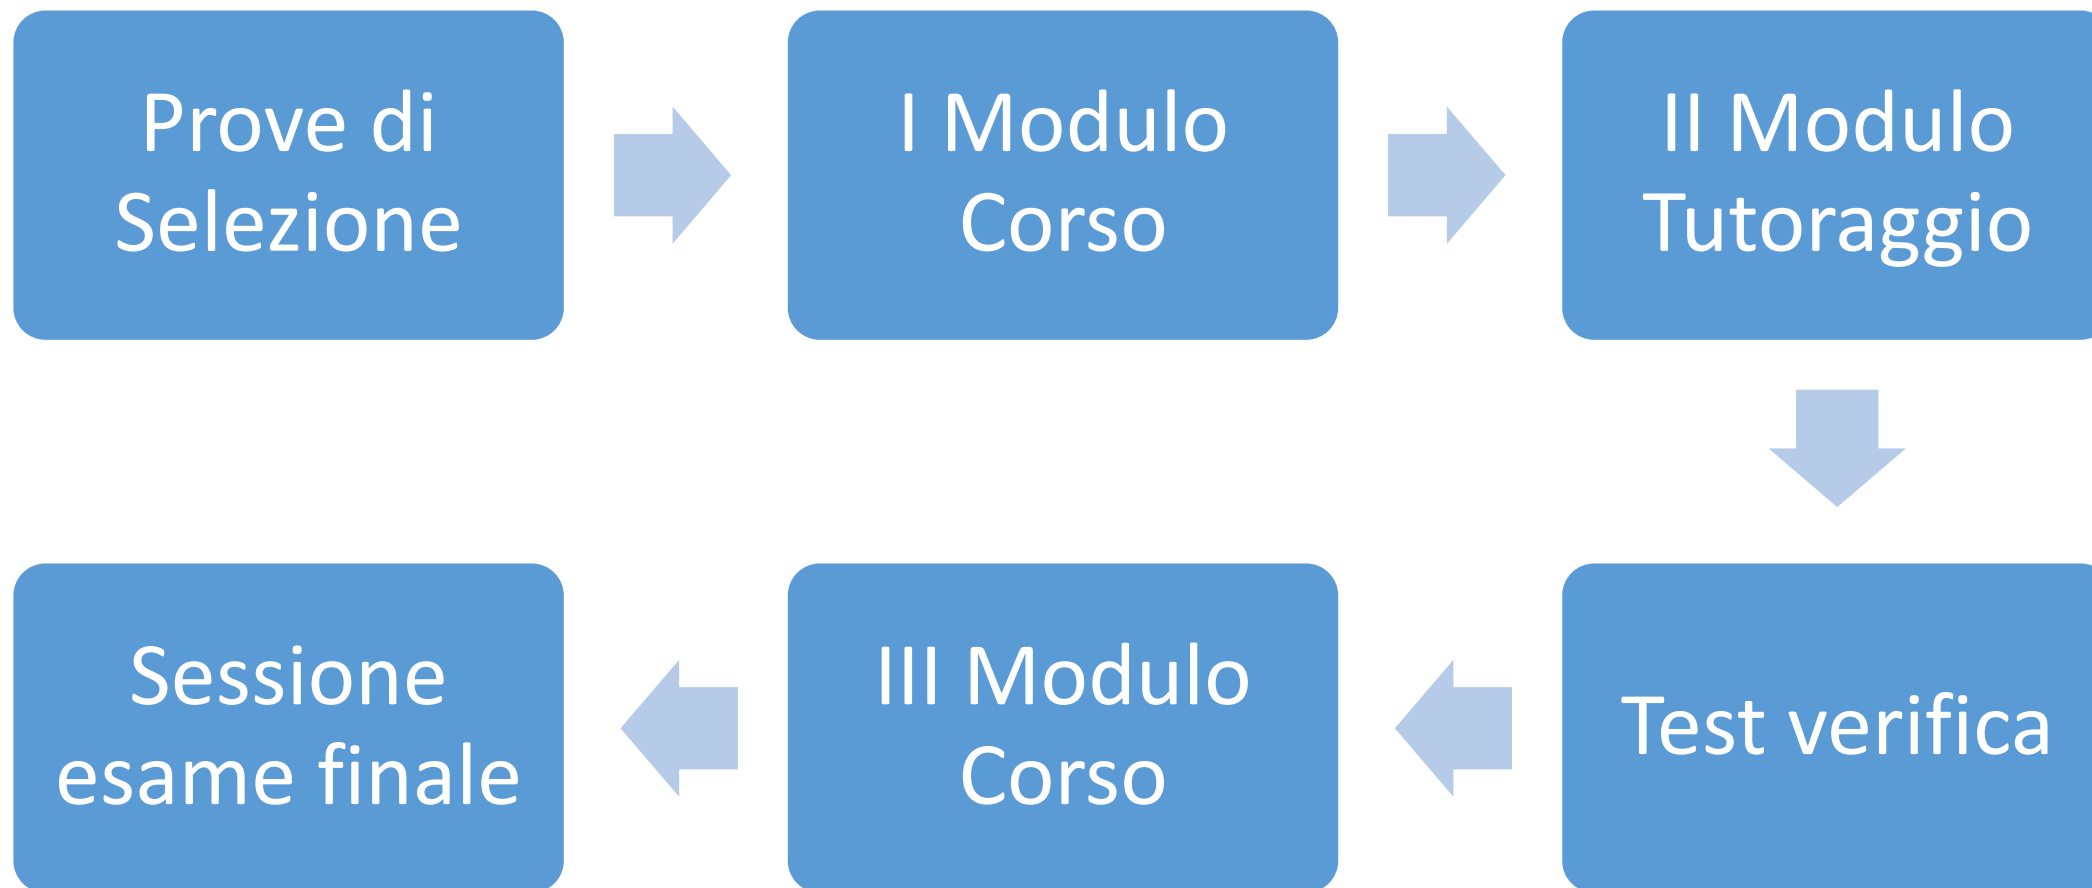 Prove di
Selezione
I Modulo
Corso
II Modulo
Tutoraggio
Test verifica
III Modulo
Corso
Sessione
esame finale